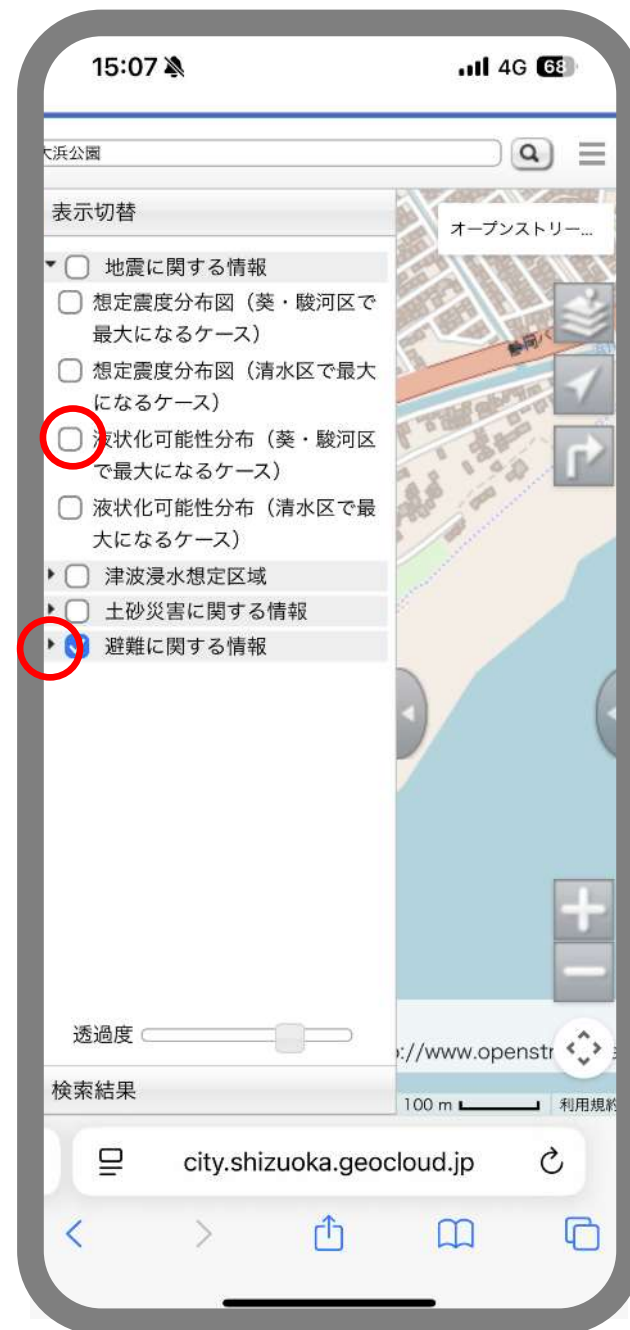 15:07
4G 68
大浜公園
表示切替
オープンストリー...
地震に関する情報
想定震度分布図（葵・駿河区で
最大になるケース）
想定震度分布図（清水区で最大
になるケース）
液状化可能性分布（葵・駿河区
で最大になるケース）
液状化可能性分布（清水区で最
大になるケース）
津波浸水想定区域
土砂災害に関する情報
避難に関する情報
透過度
://www.openstr
検索結果
100 m
利用規約
city.shizuoka.geocloud.jp